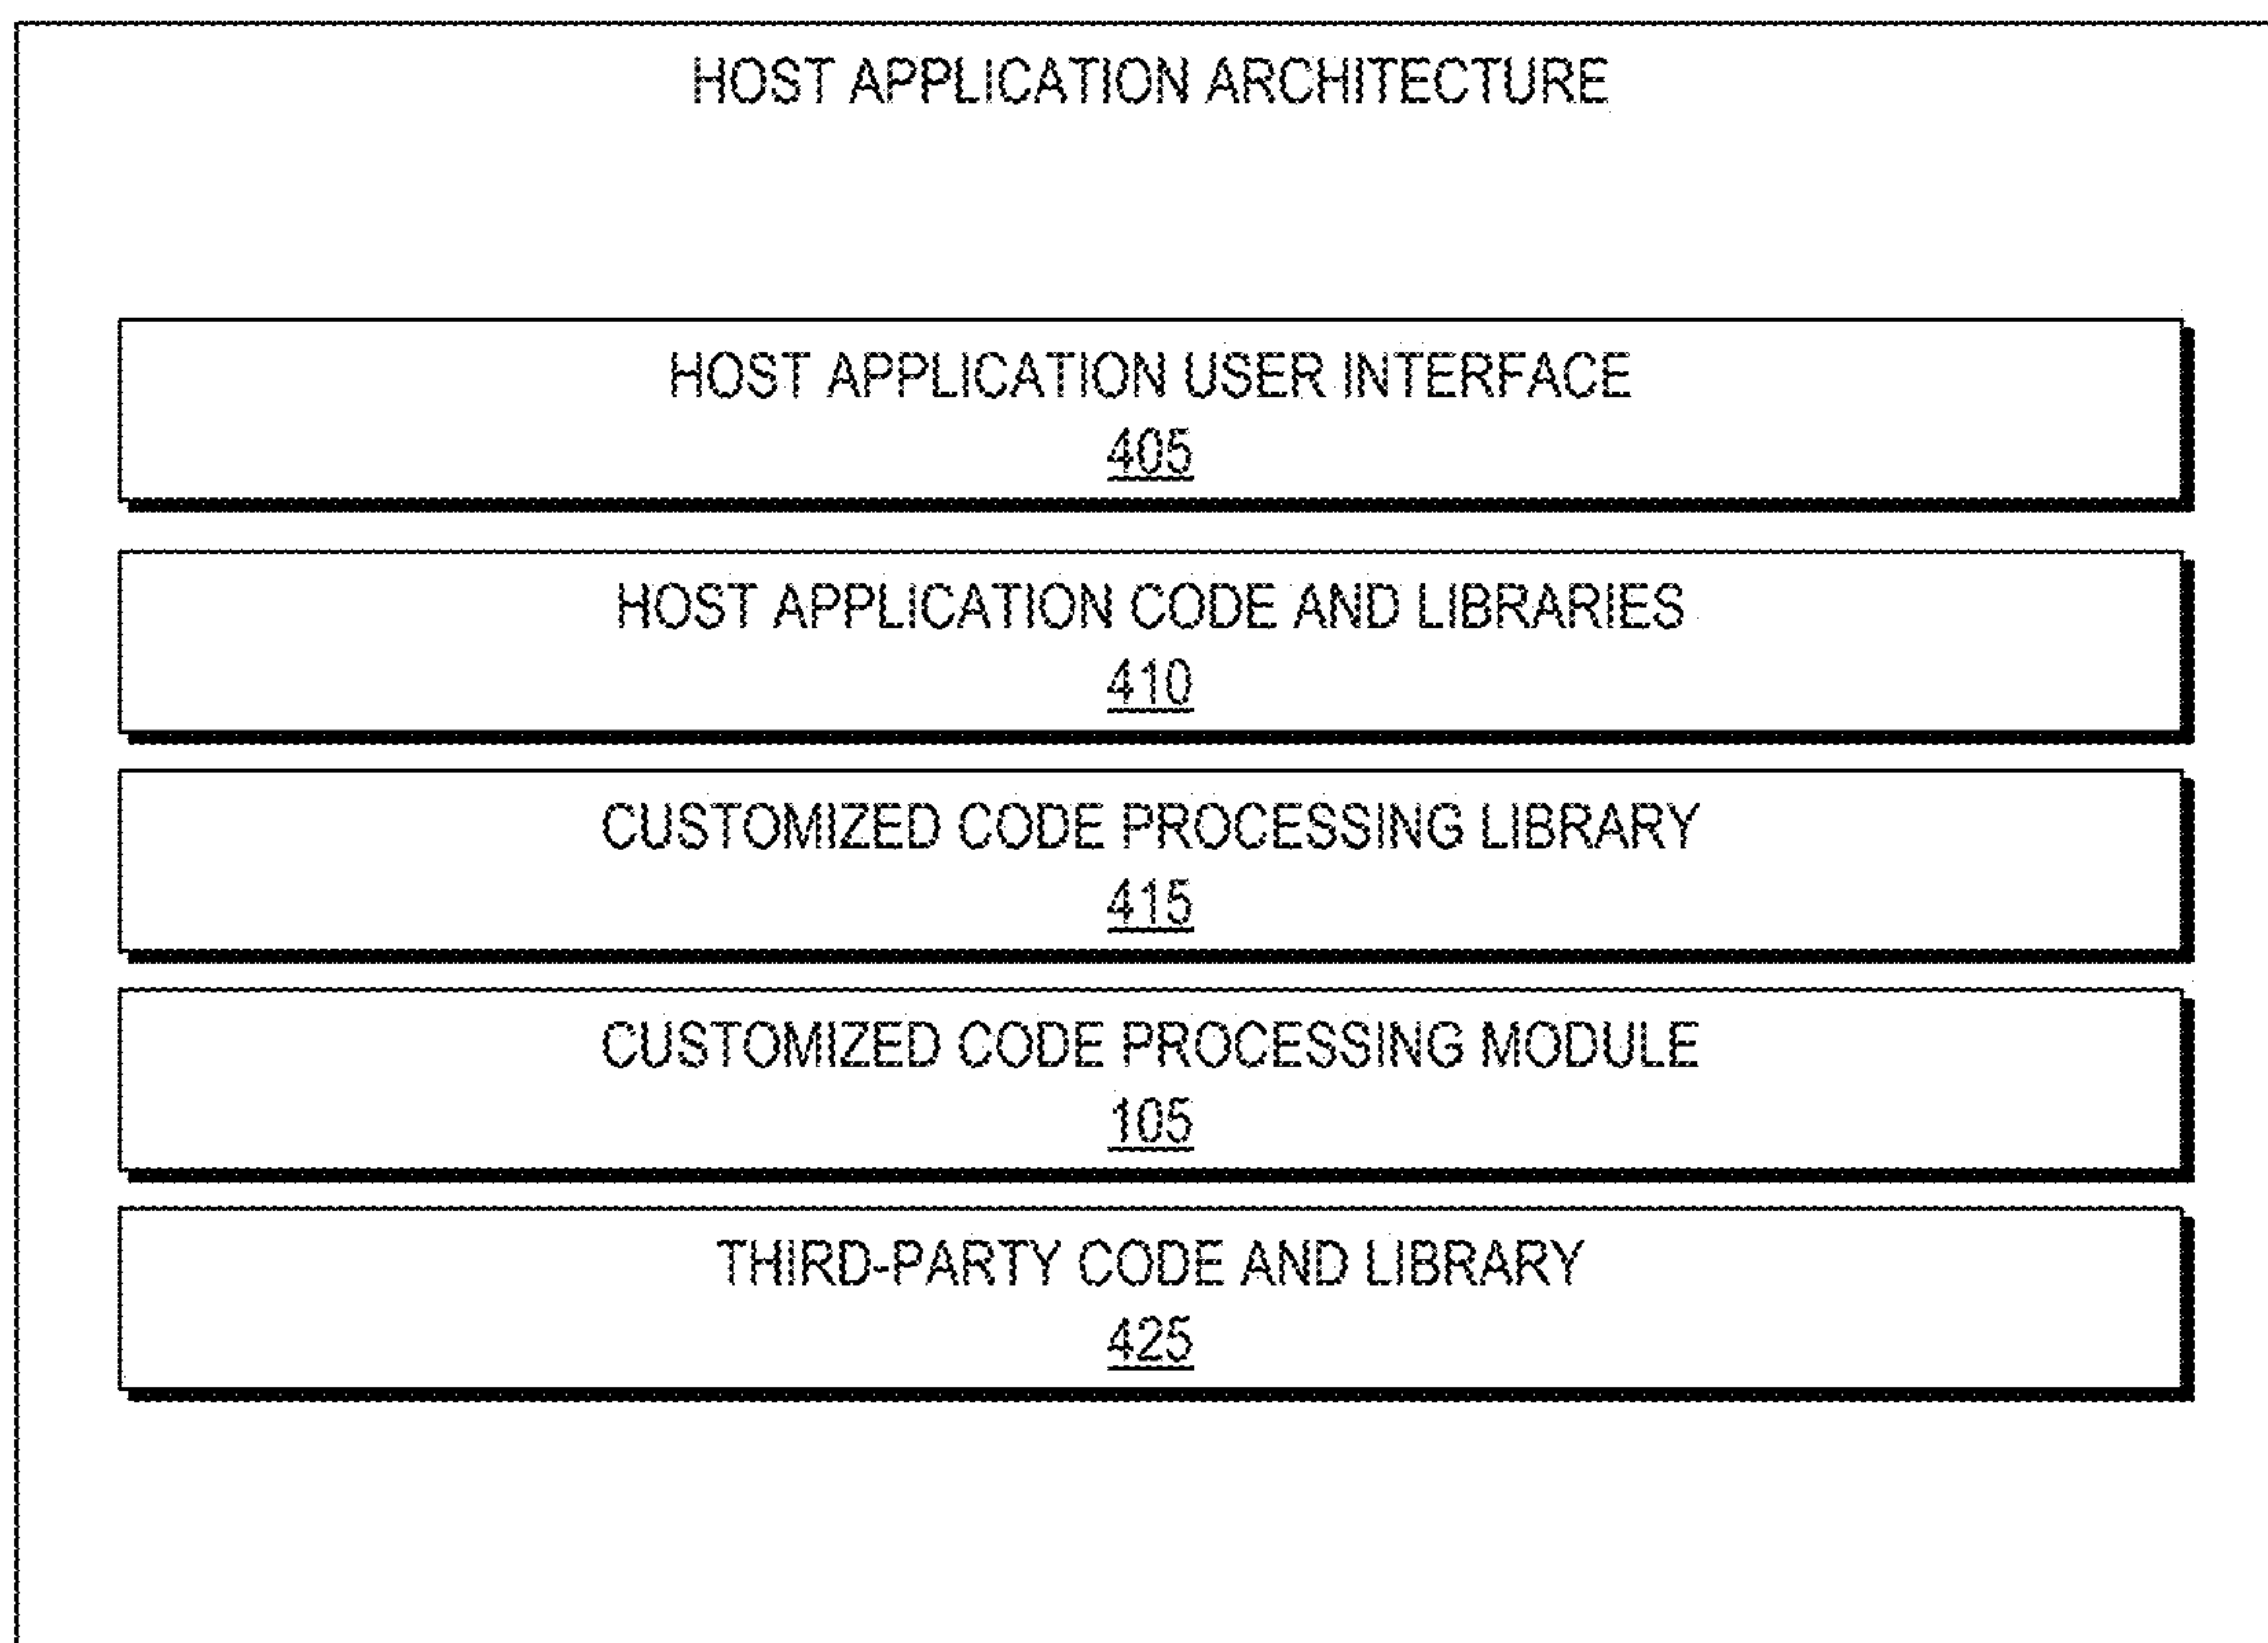 HOST APPLICATION ARCHITECTURE
HOST APPLICATION USER INTERFACE
405
HOST APPLICATION CODE AND LIBRARIES
410
CUSTOMIZED CODE PROCESSING LIBRARY
415
CUSTOMIZED CODE PROCESSING MODULE
105
THIRD-PARTY CODE AND LIBRARY
425